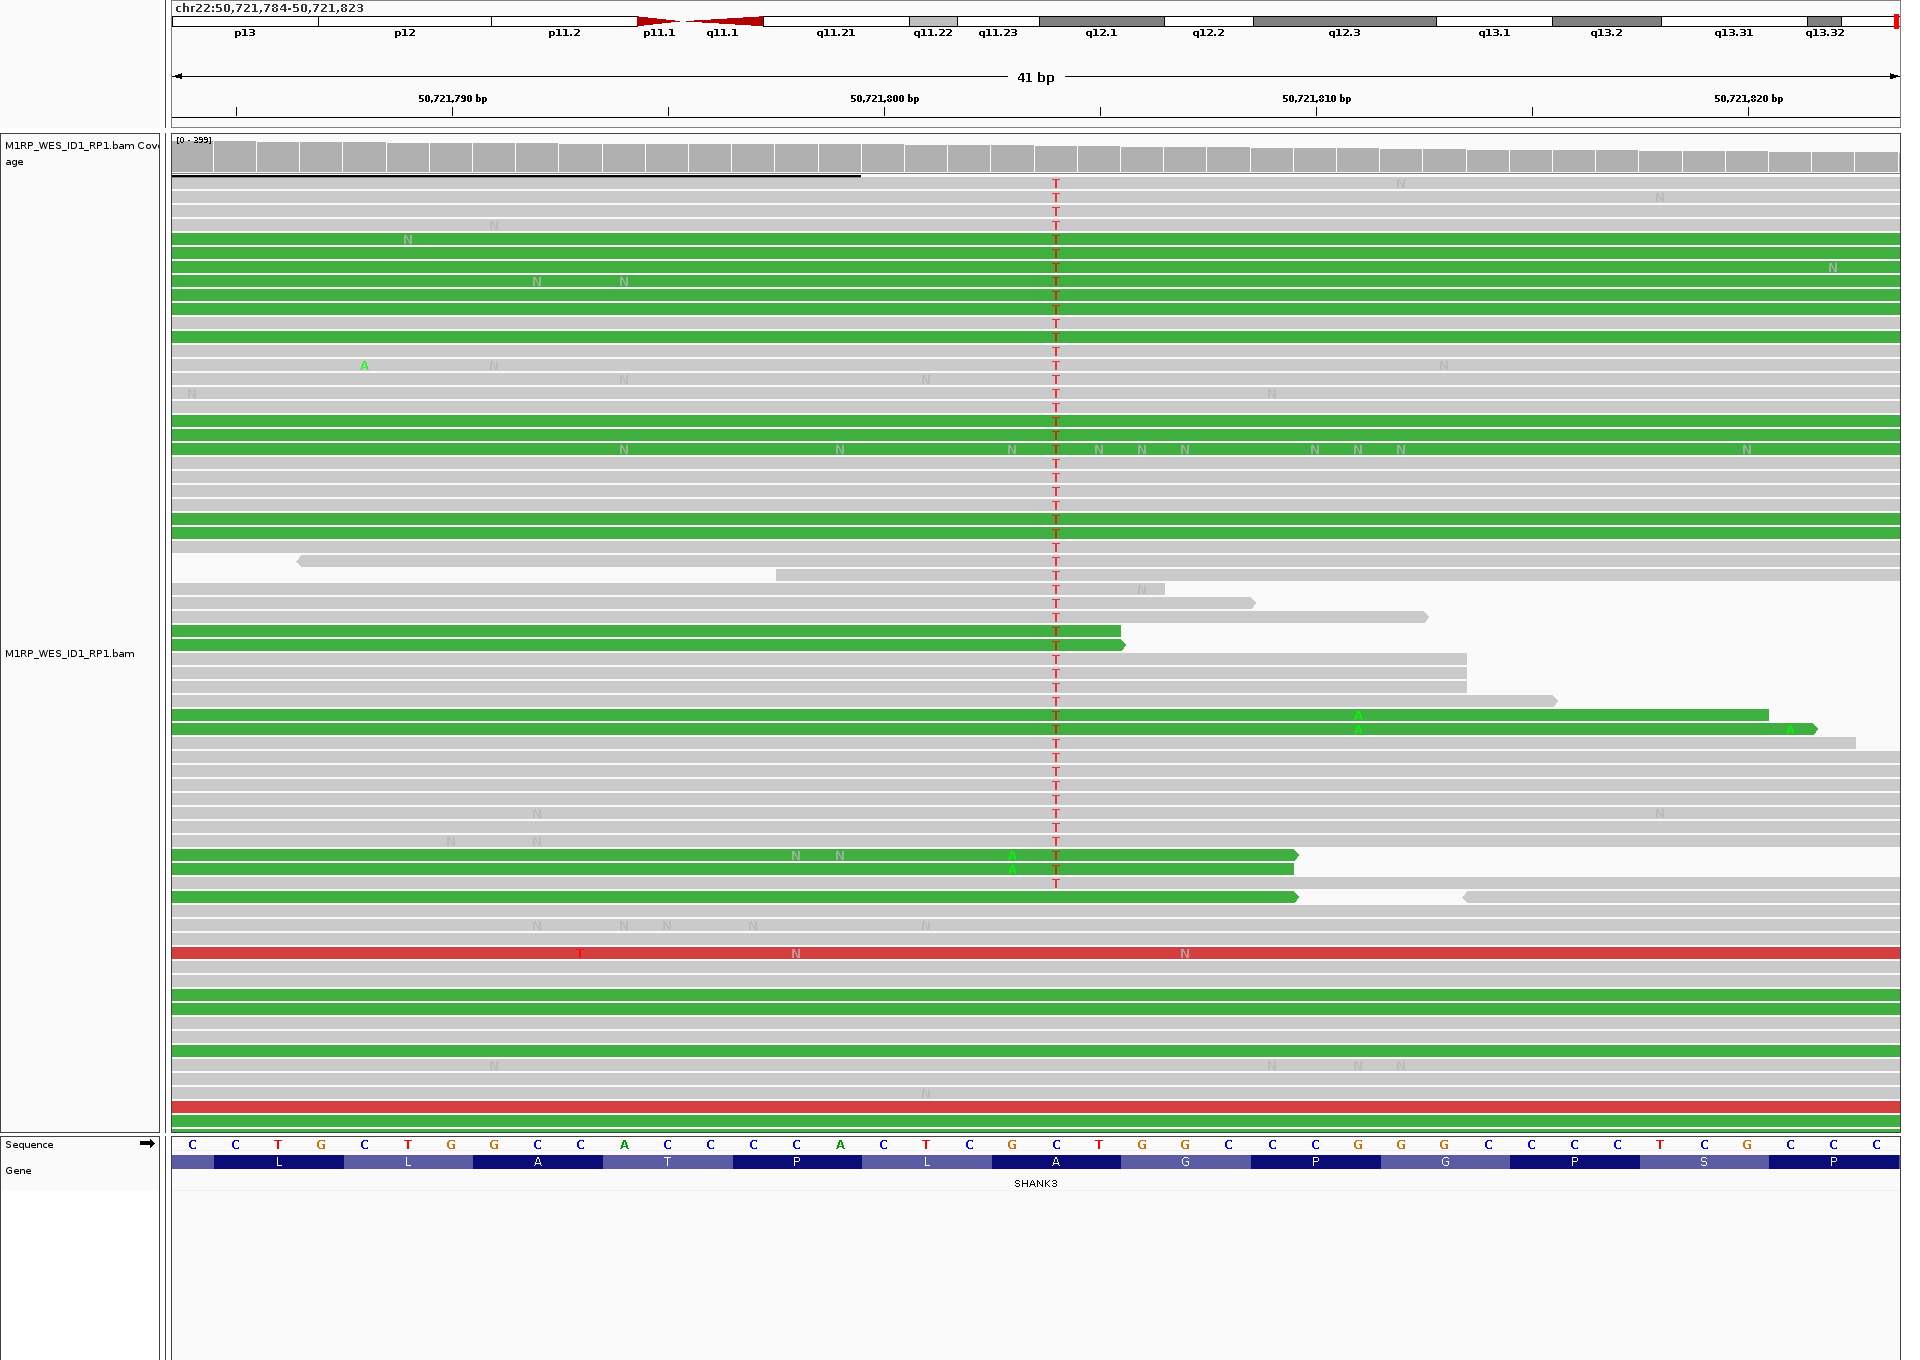 chr22:50,721,784-50,721,823
p13 p12 p11.2 p11.1 q11.1 q11.21 q11.22 q11.23 q12.1 q12.2 q12.3 q13.1 q13.2 q13.31 q13.32
41 bp
50,721,790 bp 50,721,800 bp 50,721,810 bp 50,721,820 bp
M1RP_WES_ID1_RP1.bam Cov
age
[0 - 399]
T N
T N
T
N T
N T
T
T N
N N T
T
T
T
T
T
A N T N
N N T
N T N
T
T
T
N N N T N N N N N N N
T
T
T
T
T
T
T
T
T
T N
T
T
T
T
T
T
T
T
T A
T A A
T
T
T
T
T
N T N
T
N N T
N N A T
A T
T
N N N N N
T N N
M1RP_WES_ID1_RP1.bam
N N N N
N
Sequence C C T G C T G G C C A C C C C A C T C G C T G G C C C G G G C C C C T C G C C C
Gene L L A T P L A G P G P S P
SHANK3